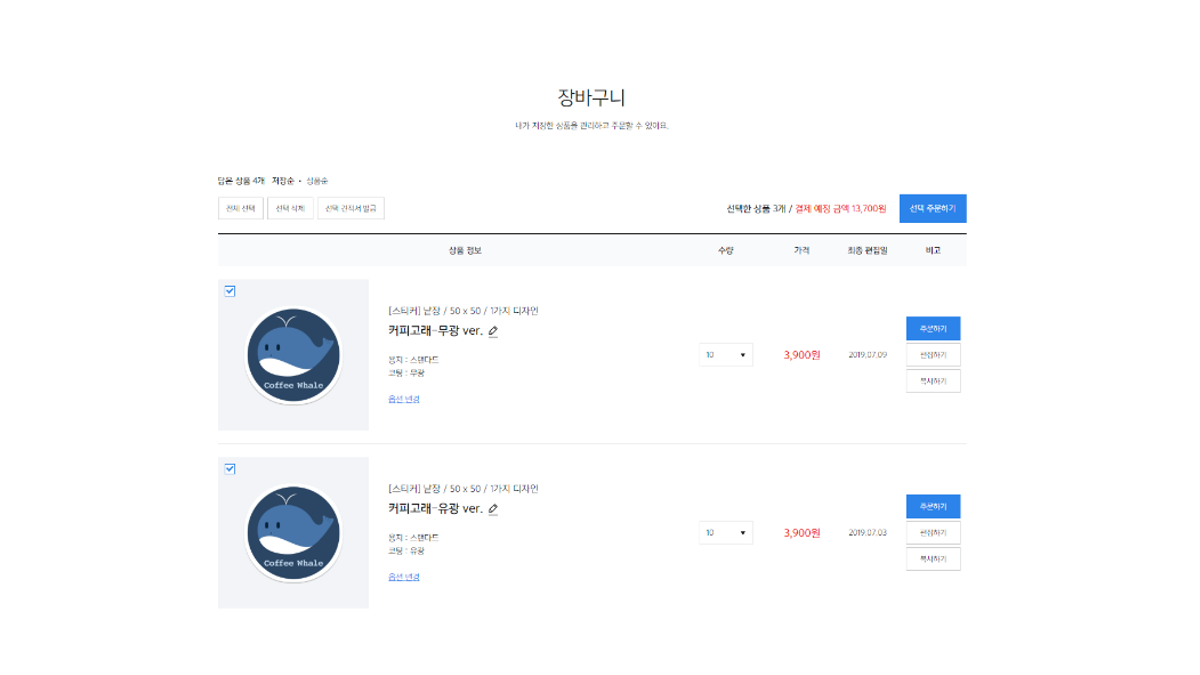 장바구니
내가 저장한 상품을 관리하고 주문할 수 있어요.
담은 상품 4개 저장순 • 상품순
전체 선택 선택 삭제 선택 견적서 발급 선택한 상품 3개 / 결제 예정 금액 13,700원 선택 주문하기
상품 정보 수량 가격 최종 편집일 비고
[스티커] 낱장 / 50 x 50 / 1가지 디자인
커피고래-무광 ver.
용지 : 스탠다드
코팅 : 무광
옵션 변경
Coffee Whale
10 3,900원 2019.07.09
주문하기
편집하기
복사하기
[스티커] 낱장 / 50 x 50 / 1가지 디자인
커피고래-유광 ver.
용지 : 스탠다드
코팅 : 유광
옵션 변경
Coffee Whale
10 3,900원 2019.07.03
주문하기
편집하기
복사하기